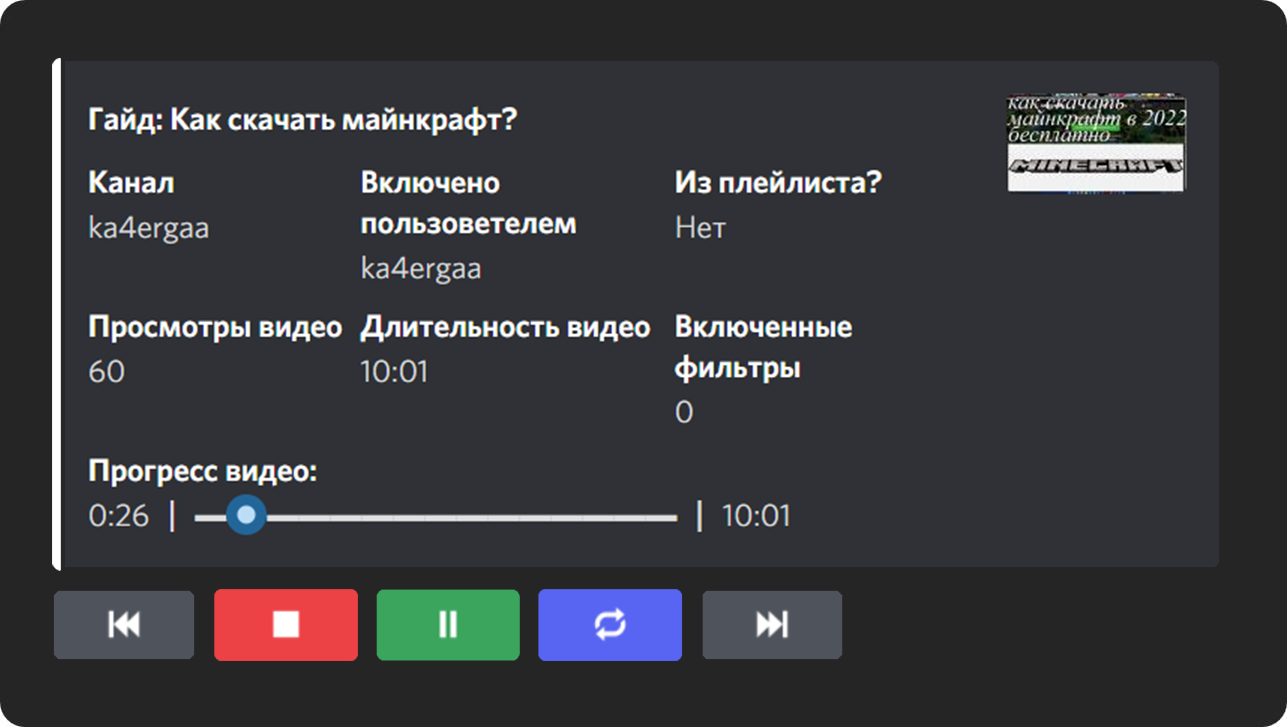 Гайд: Как скачать майнкрафт?
как скачать
майнкрафт в 2022
бесплатно
MINECRAFT
Канал
ka4ergaa
Включено
пользоветелем
ka4ergaa
Из плейлиста?
Нет
Просмотры видео
60
Длительность видео
10:01
Включенные
фильтры
0
Прогресс видео:
0:26 | | 10:01